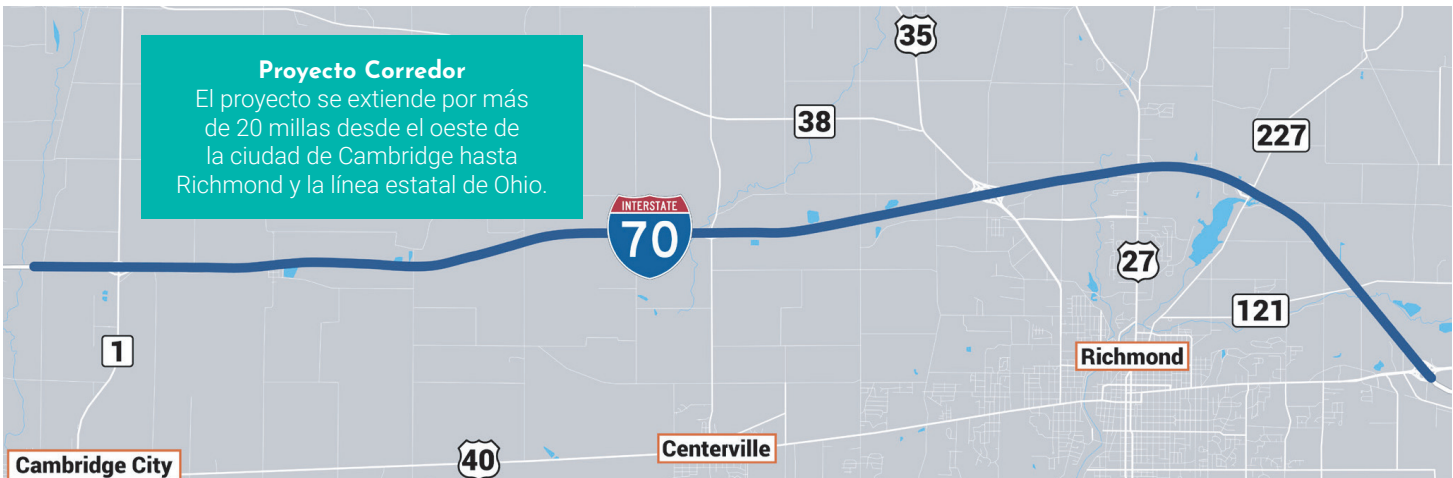 Proyecto Corredor
El proyecto se extiende por más
de 20 millas desde el oeste de
la ciudad de Cambridge hasta
Richmond y la línea estatal de Ohio.
35
38
227
INTERSTATE
70
27
121
1
Richmond
Centerville
40
Cambridge City